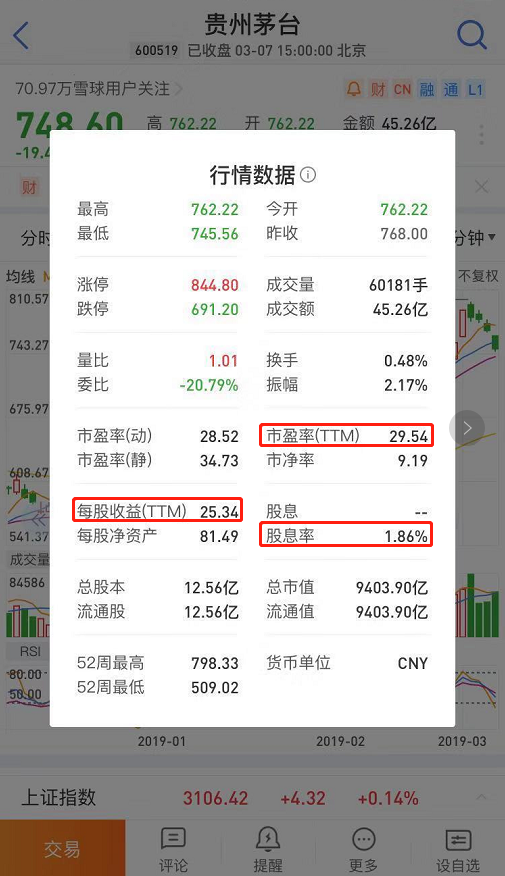 贵州茅台
600519 已收盘 03-07 15:00:00 北京
70.97万雪球用户关注
财 CN 融 通 L1
748.60 高 762.22 开 762.22 金额 45.26亿
-19.4
财
行情数据
最高 762.22 今开 762.22
最低 745.56 昨收 768.00
涨停 844.80 成交量 60181手
跌停 691.20 成交额 45.26亿
量比 1.01 换手 0.48%
委比 -20.79% 振幅 2.17%
市盈率(动) 28.52 市盈率(TTM) 29.54
市盈率(静) 34.73 市净率 9.19
每股收益(TTM) 25.34 股息 --
每股净资产 81.49 股息率 1.86%
总股本 12.56亿 总市值 9403.90亿
流通股 12.56亿 流通值 9403.90亿
52周最高 798.33 货币单位 CNY
52周最低 509.02
分时 分钟
均线 M 不复权
810.57
743.27
675.97
608.67
541.37
成交量
84586
RSI
80.00
50.00
2019-01 2019-02 2019-03
上证指数 3106.42 +4.32 +0.14%
交易 评论 提醒 更多 设自选